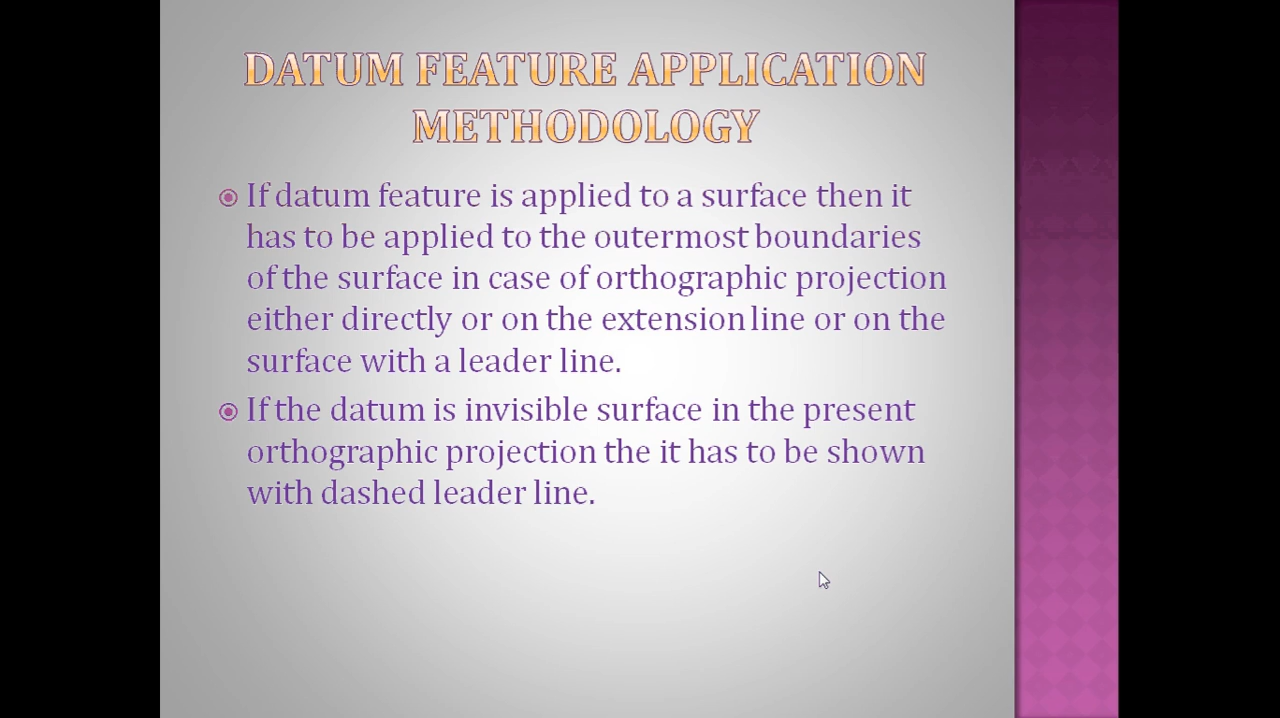 DATUM FEATURE APPLICATION
METHODOLOGY
If datum feature is applied to a surface then it
has to be applied to the outermost boundaries
of the surface in case of orthographic projection
either directly or on the extension line or on the
surface with a leader line.
If the datum is invisible surface in the present
orthographic projection the it has to be shown
with dashed leader line.